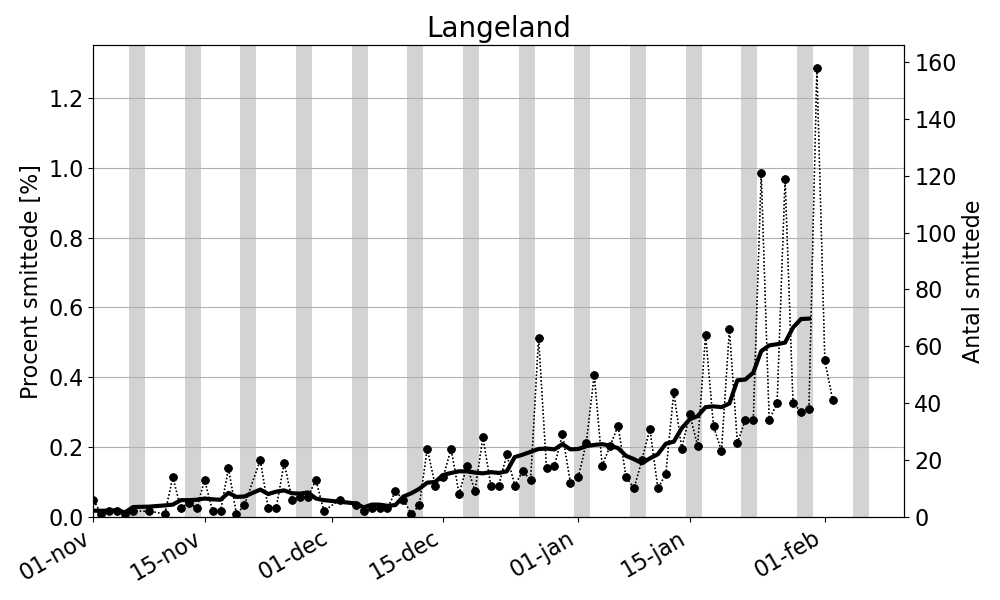 Langeland
Procent smittede [%]
1.2
1.0
0.8
0.6
0.4
0.2
0.0
160
140
120
100
80
60
40
20
0
Antal smittede
01-nov
15-nov
01-dec
15-dec
01-jan
15-jan
01-feb